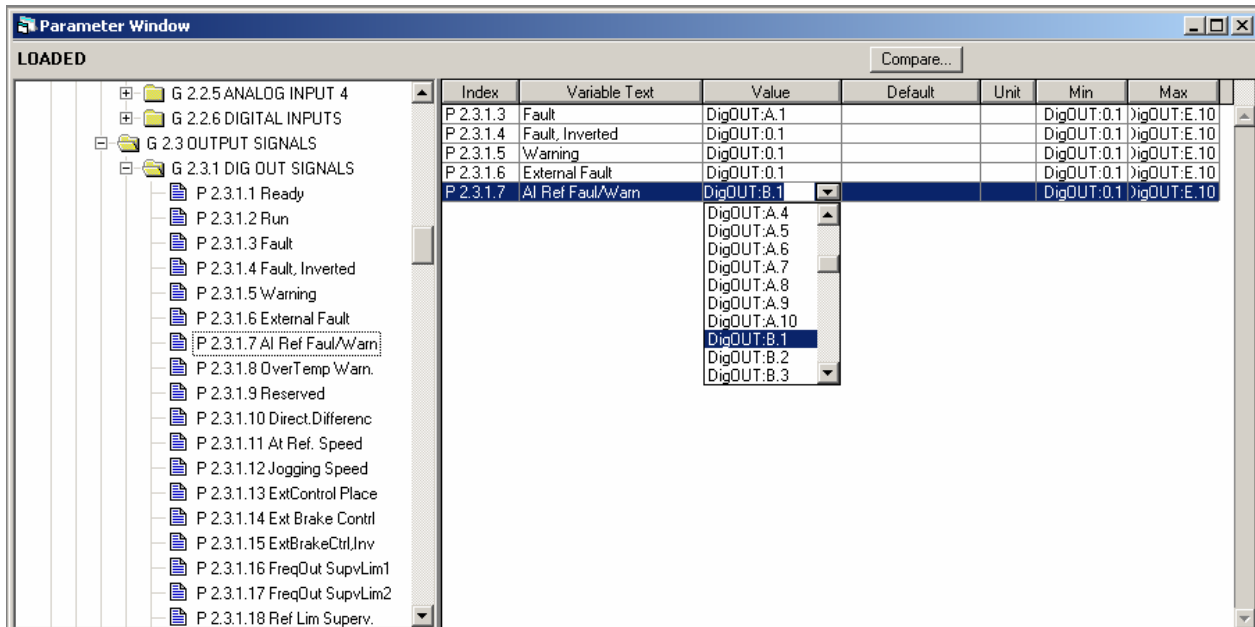 Parameter Window
LOADED
Compare...
G 2.2.5 ANALOG INPUT 4
G 2.2.6 DIGITAL INPUTS
G 2.3 OUTPUT SIGNALS
G 2.3.1 DIG OUT SIGNALS
P 2.3.1.1 Ready
P 2.3.1.2 Run
P 2.3.1.3 Fault
P 2.3.1.4 Fault, Inverted
P 2.3.1.5 Warning
P 2.3.1.6 External Fault
P 2.3.1.7 AI Ref Faul/Warn
P 2.3.1.8 OverTemp Warn.
P 2.3.1.9 Reserved
P 2.3.1.10 Direct.Differenc
P 2.3.1.11 At Ref. Speed
P 2.3.1.12 Jogging Speed
P 2.3.1.13 ExtControl Place
P 2.3.1.14 Ext Brake Contrl
P 2.3.1.15 ExtBrakeCtrl,Inv
P 2.3.1.16 FreqOut SupvLim1
P 2.3.1.17 FreqOut SupvLim2
P 2.3.1.18 Ref Lim Superv.
Index Variable Text Value Default Unit Min Max
P 2.3.1.3 Fault DigOUT:A.1 DigOUT:0.1 DigOUT:E.10
P 2.3.1.4 Fault, Inverted DigOUT:0.1 DigOUT:0.1 DigOUT:E.10
P 2.3.1.5 Warning DigOUT:0.1 DigOUT:0.1 DigOUT:E.10
P 2.3.1.6 External Fault DigOUT:0.1 DigOUT:0.1 DigOUT:E.10
P 2.3.1.7 AI Ref Faul/Warn DigOUT:B.1 DigOUT:0.1 DigOUT:E.10
DigOUT:A.4
DigOUT:A.5
DigOUT:A.6
DigOUT:A.7
DigOUT:A.8
DigOUT:A.9
DigOUT:A.10
DigOUT:B.1
DigOUT:B.2
DigOUT:B.3